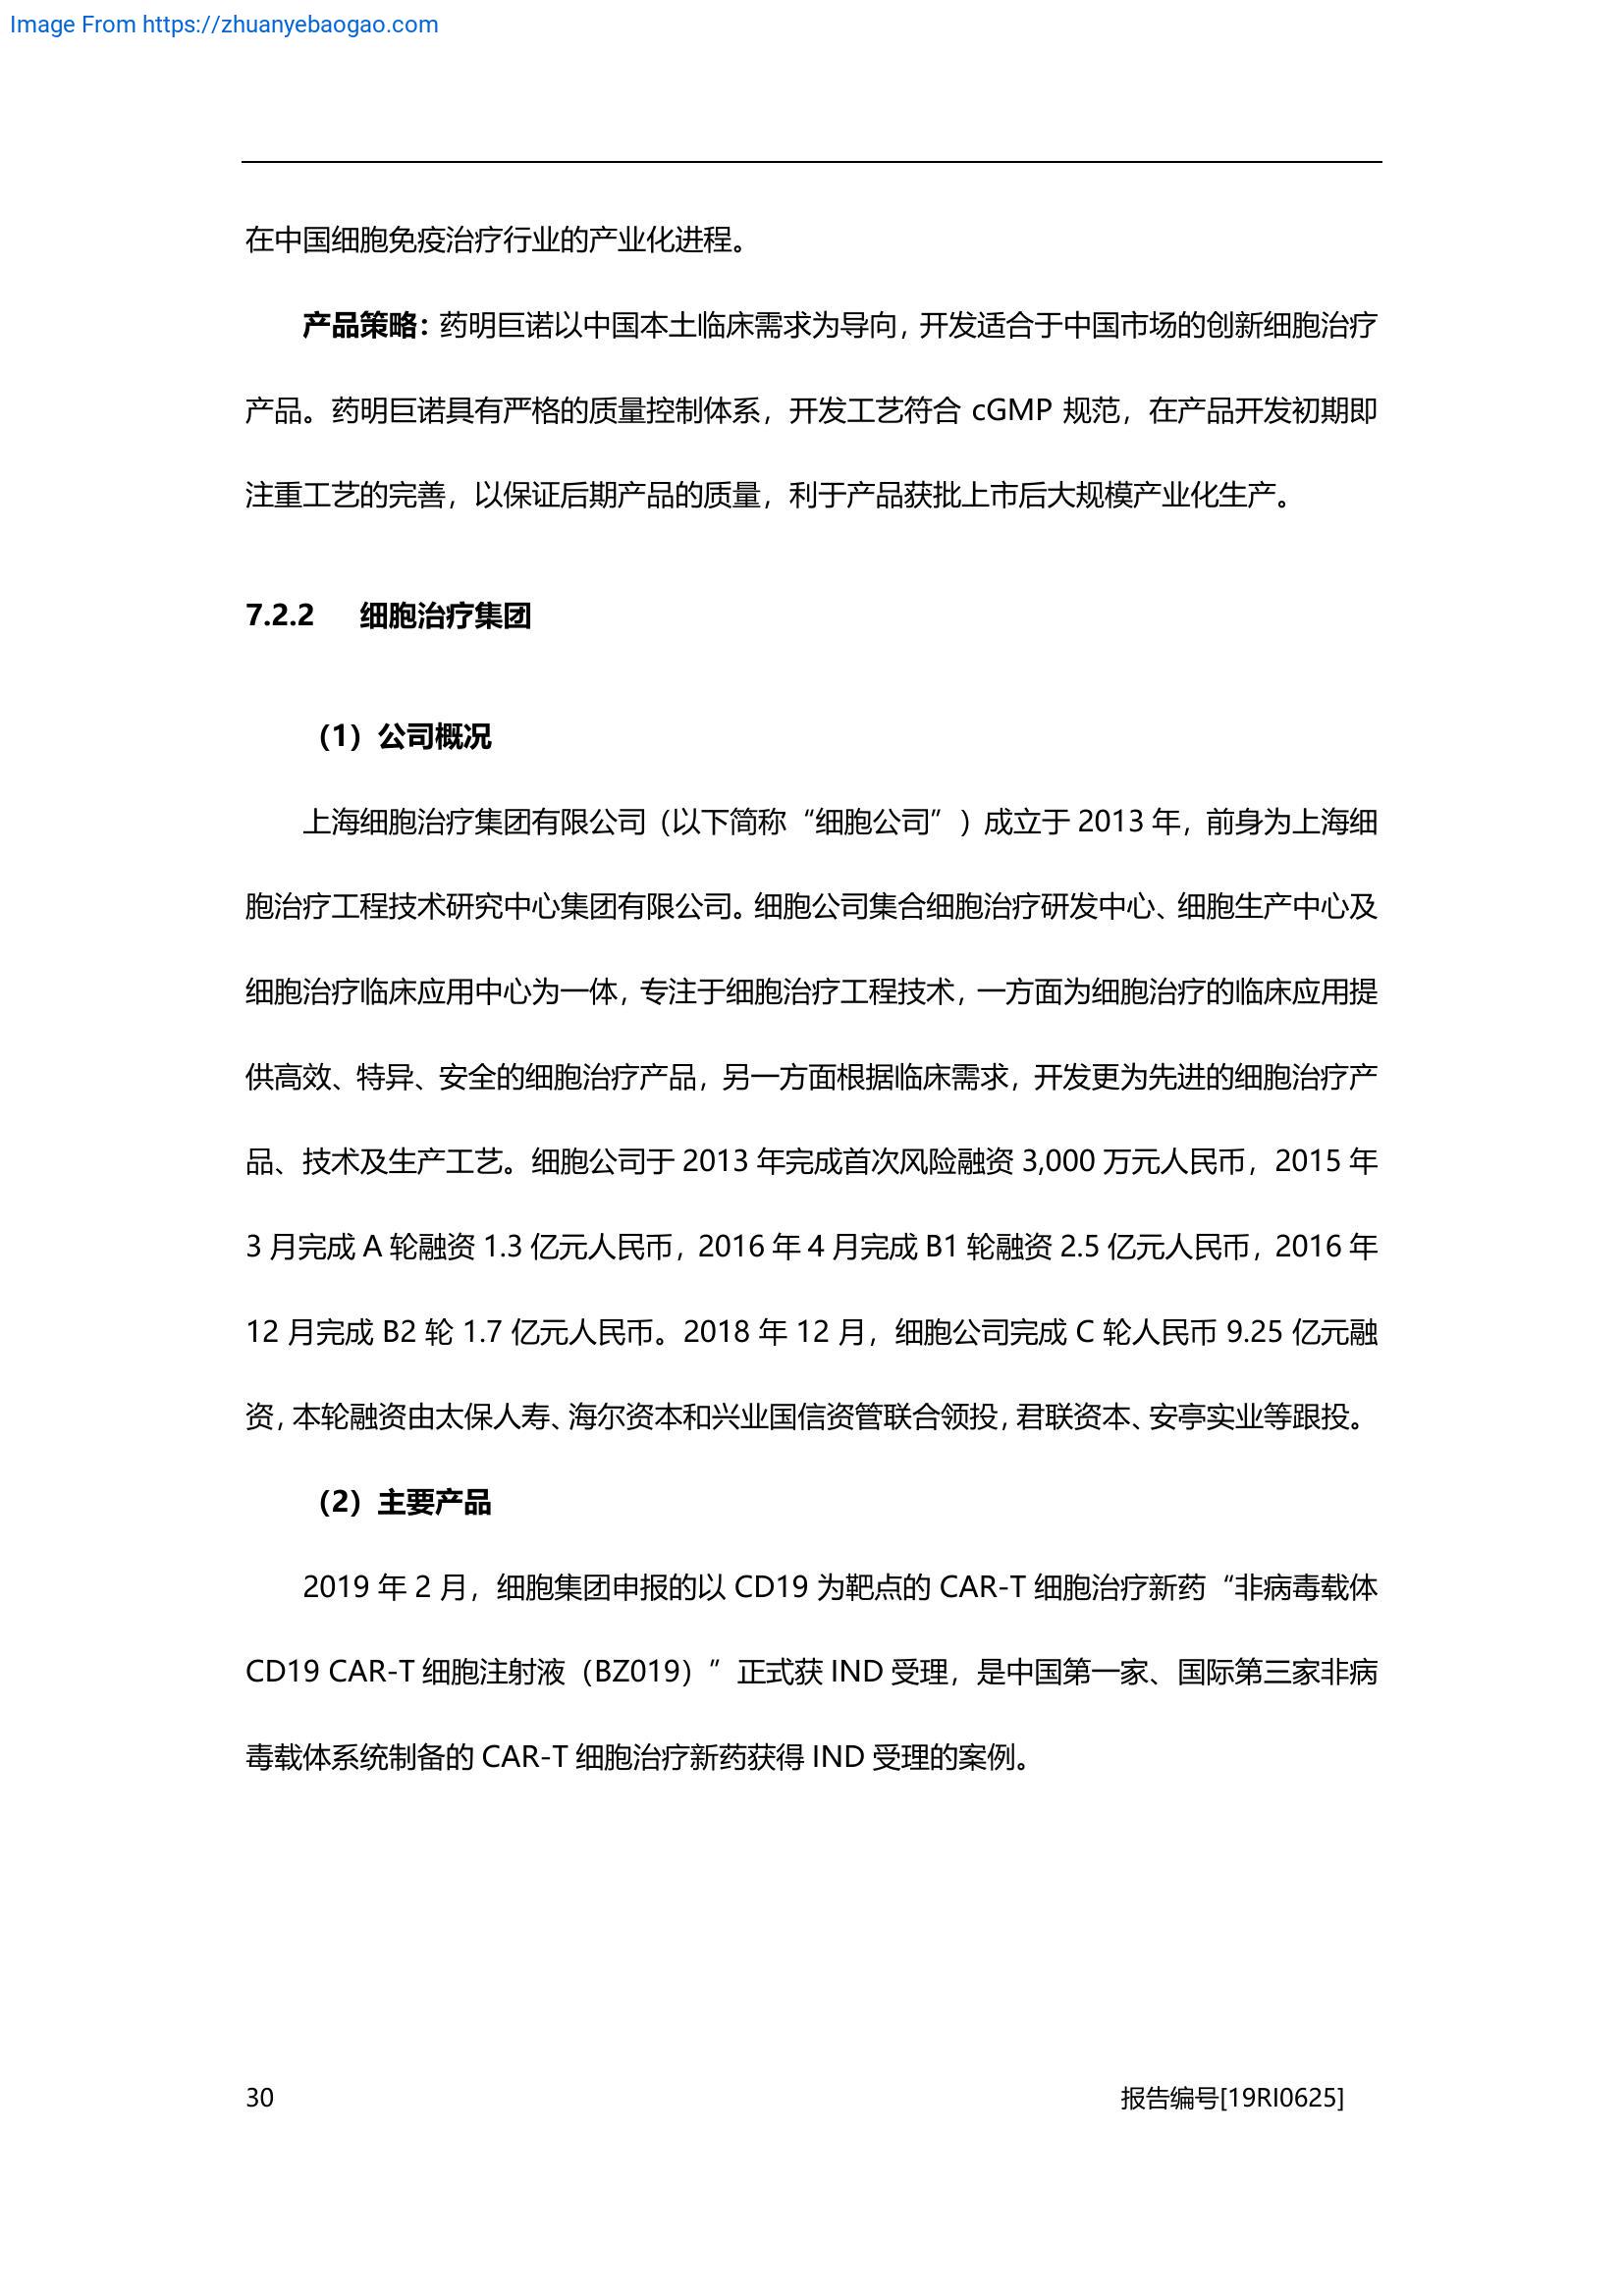 Image From https://zhuanyebaogao.com
在中国细胞免疫治疗行业的产业化进程。
产品策略：药明巨诺以中国本土临床需求为导向，开发适合于中国市场的创新细胞治疗
产品。药明巨诺具有严格的质量控制体系，开发工艺符合 cGMP 规范，在产品开发初期即
注重工艺的完善，以保证后期产品的质量，利于产品获批上市后大规模产业化生产。
7.2.2 细胞治疗集团
（1）公司概况
上海细胞治疗集团有限公司（以下简称“细胞公司”）成立于 2013 年，前身为上海细
胞治疗工程技术研究中心集团有限公司。细胞公司集合细胞治疗研发中心、细胞生产中心及
细胞治疗临床应用中心为一体，专注于细胞治疗工程技术，一方面为细胞治疗的临床应用提
供高效、特异、安全的细胞治疗产品，另一方面根据临床需求，开发更为先进的细胞治疗产
品、技术及生产工艺。细胞公司于 2013 年完成首次风险融资 3,000 万元人民币，2015 年
3 月完成 A 轮融资 1.3 亿元人民币，2016 年 4 月完成 B1 轮融资 2.5 亿元人民币，2016 年
12 月完成 B2 轮 1.7 亿元人民币。2018 年 12 月，细胞公司完成 C 轮人民币 9.25 亿元融
资，本轮融资由太保人寿、海尔资本和兴业国信资管联合领投，君联资本、安亭实业等跟投。
（2）主要产品
2019 年 2 月，细胞集团申报的以 CD19 为靶点的 CAR-T 细胞治疗新药“非病毒载体
CD19 CAR-T 细胞注射液（BZ019）”正式获 IND 受理，是中国第一家、国际第三家非病
毒载体系统制备的 CAR-T 细胞治疗新药获得 IND 受理的案例。
30 报告编号[19RI0625]